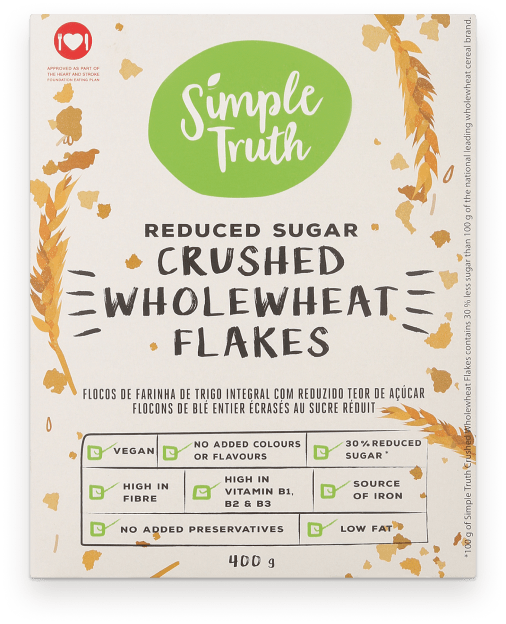 APPROVED AS PART OF
THE HEART AND STROKE
FOUNDATION EATING PLAN
Simple
Truth
REDUCED SUGAR
CRUSHED
WHOLEWHEAT
FLAKES
FLOCOS DE FARINHA DE TRIGO INTEGRAL COM REDUZIDO TEOR DE AÇÚCAR
FLOCONS DE BLÉ ENTIER ÉCRASÉS AU SUCRE RÉDUIT
VEGAN
NO ADDED COLOURS
OR FLAVOURS
30% REDUCED
SUGAR*
HIGH IN
FIBRE
HIGH IN
VITAMIN B1,
B2 & B3
SOURCE
OF IRON
NO ADDED PRESERVATIVES
LOW FAT
400 g
*100 g of Simple Truth Crushed Wholewheat Flakes contains 30 % less sugar than 100 g of the national leading wholewheat cereal brand.